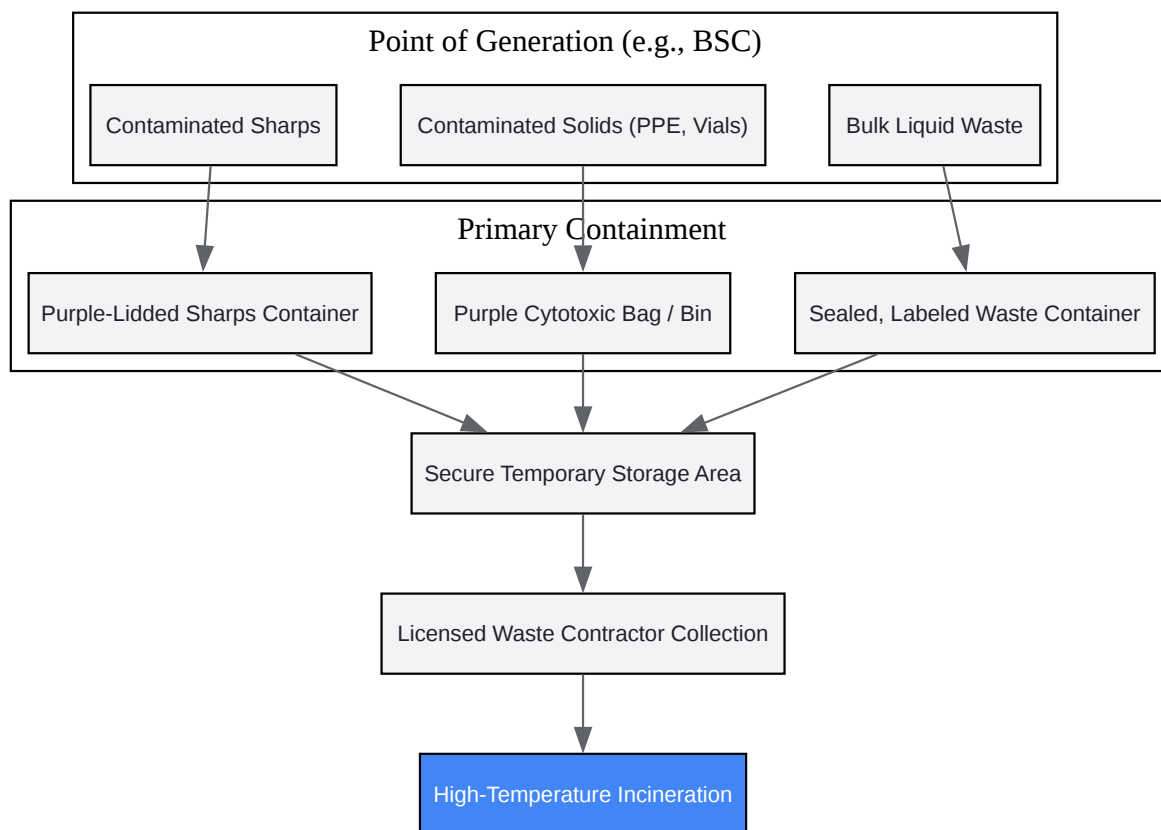 Point of Generation (e.g., BSC)
Contaminated Sharps
Contaminated Solids (PPE, Vials)
Bulk Liquid Waste
Primary Containment
Purple-Lidded Sharps Container
Purple Cytotoxic Bag / Bin
Sealed, Labeled Waste Container
Secure Temporary Storage Area
Licensed Waste Contractor Collection
High-Temperature Incineration